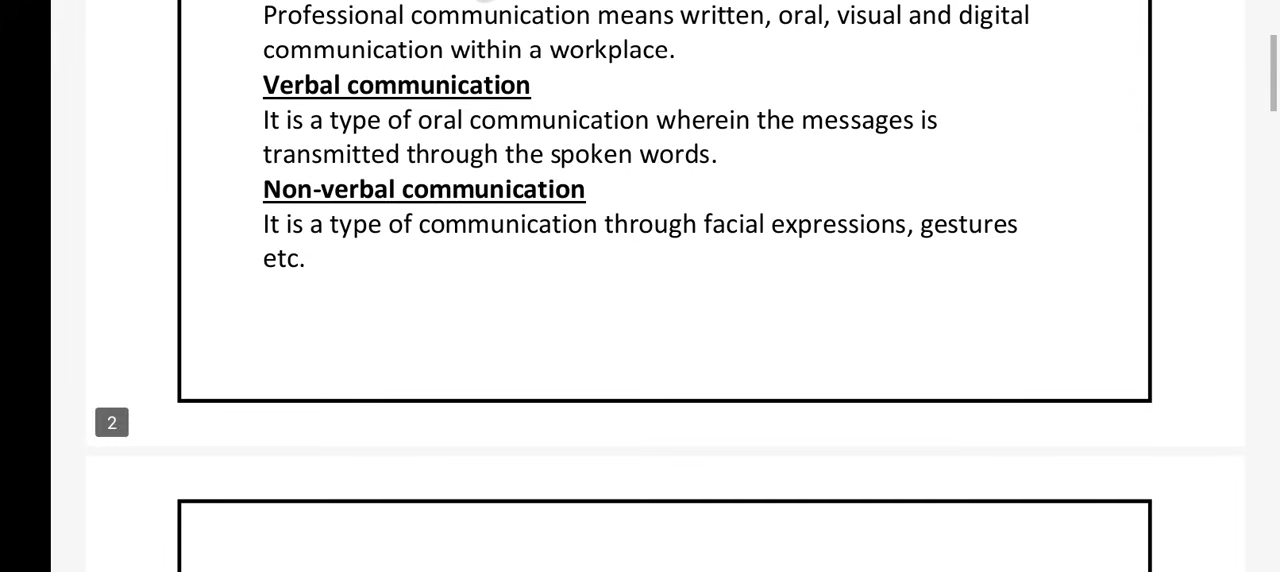 Professional communication means written, oral, visual and digital
communication within a workplace.
Verbal communication
It is a type of oral communication wherein the messages is
transmitted through the spoken words.
Non-verbal communication
It is a type of communication through facial expressions, gestures
etc.
2